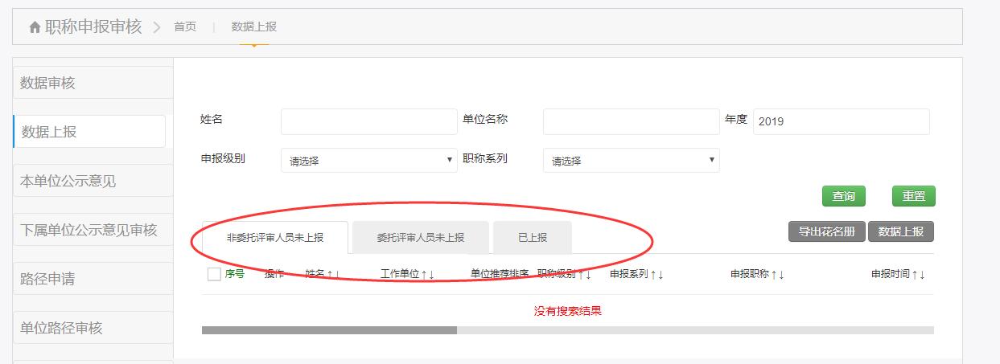 职称申报审核 首页 | 数据上报
数据审核
数据上报
本单位公示意见
下属单位公示意见审核
路径申请
单位路径审核
姓名 单位名称 年度 2019
申报级别 请选择 职称系列 请选择
查询 重置
非委托评审人员未上报 委托评审人员未上报 已上报 导出花名册 数据上报
序号 操作 姓名↑↓ 工作单位↑↓ 单位推荐排序 职称级别↑↓ 申报系列↑↓ 申报职称↑↓ 申报时间↑↓
没有搜索结果